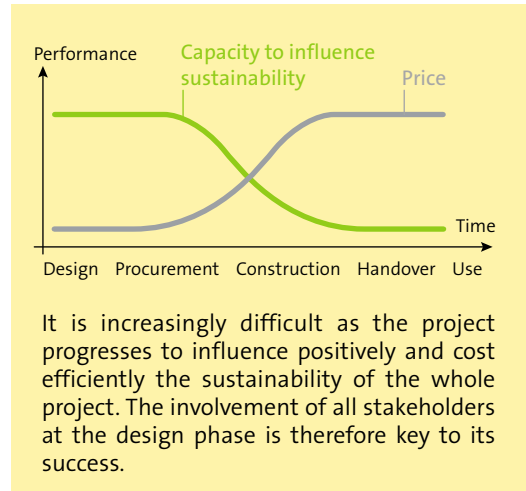 Performance
Capacity to influence
sustainability
Price
Time
Design Procurement Construction Handover Use
It is increasingly difficult as the project
progresses to influence positively and cost
efficiently the sustainability of the whole
project. The involvement of all stakeholders
at the design phase is therefore key to its
success.